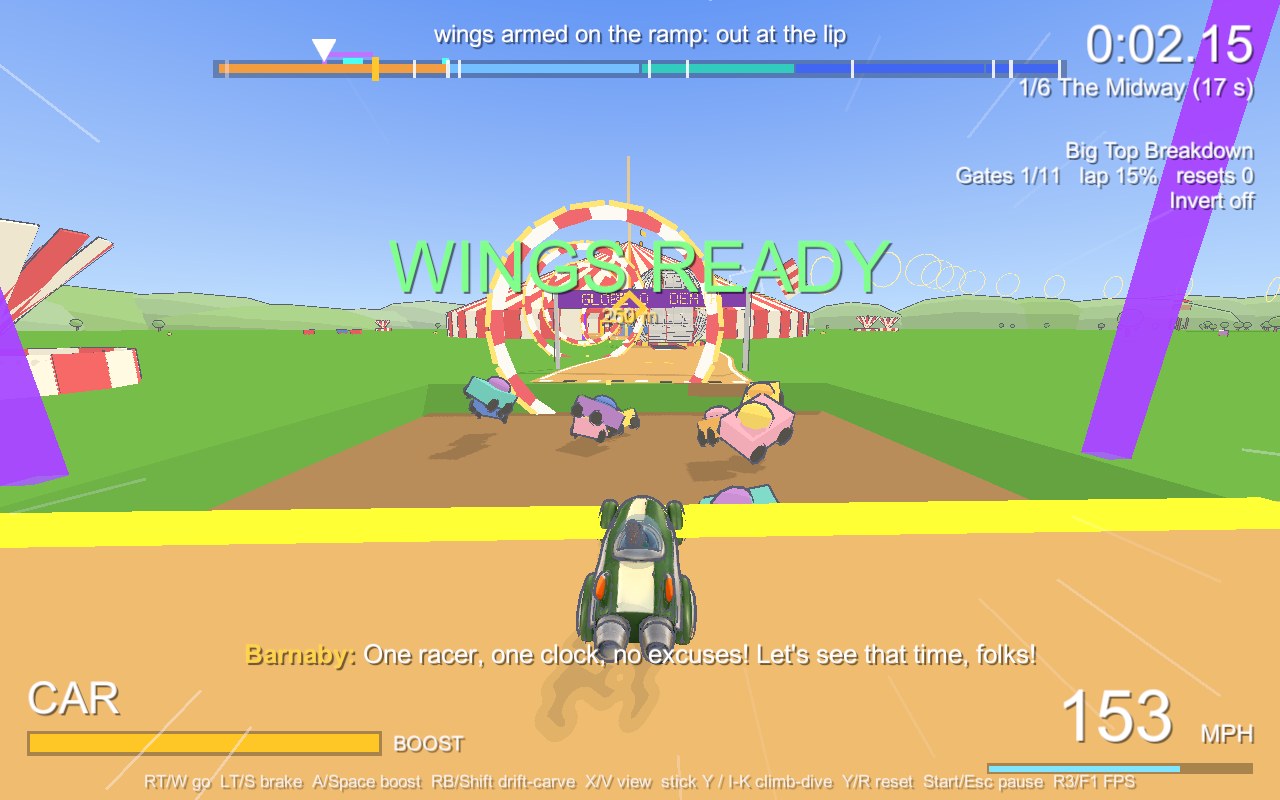 wings armed on the ramp: out at the lip
0:02.15
1/6 The Midway (17 s)
Big Top Breakdown
Gates 1/11 lap 15% resets 0
Invert off
WINGS READY
Barnaby: One racer, one clock, no excuses! Let's see that time, folks!
CAR
BOOST
153 MPH
RT/W go LT/S brake A/Space boost RB/Shift drift-carve X/V view stick Y / I-K climb-dive Y/R reset Start/Esc pause R3/F1 FPS